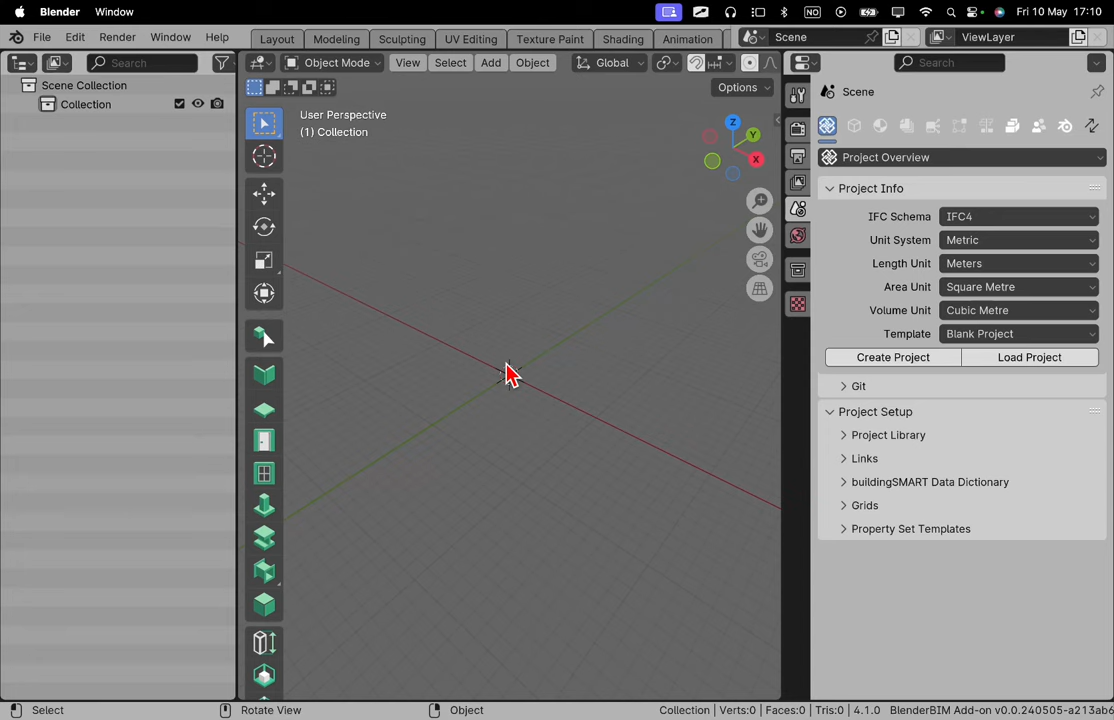 Blender Window NO Fri 10 May 17:10
File Edit Render Window Help Layout Modeling Sculpting UV Editing Texture Paint Shading Animation Scene ViewLayer
Search Object Mode View Select Add Object Global Search
Scene Collection
Collection
Options
User Perspective
(1) Collection
Z
Y
X
Scene
Project Overview
Project Info
IFC Schema IFC4
Unit System Metric
Length Unit Meters
Area Unit Square Metre
Volume Unit Cubic Metre
Template Blank Project
Create Project Load Project
Git
Project Setup
Project Library
Links
buildingSMART Data Dictionary
Grids
Property Set Templates
Select Rotate View Object Collection | Verts:0 | Faces:0 | Tris:0 | 4.1.0 BlenderBIM Add-on v0.0.240505-a213ab6